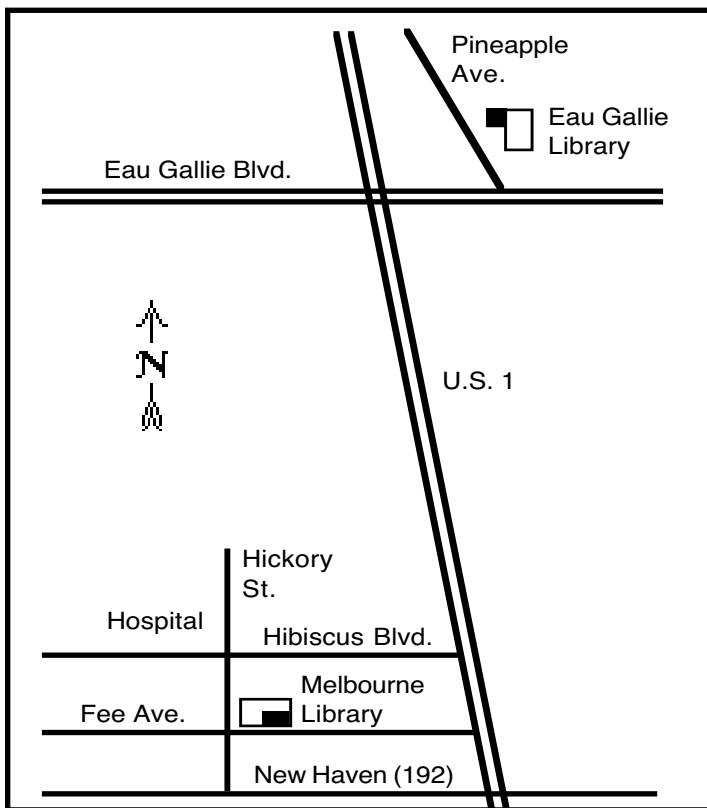 Pineapple
Ave.
Eau Gallie
Library
Eau Gallie Blvd.
N
U.S. 1
Hickory
St.
Hospital
Hibiscus Blvd.
Melbourne
Library
Fee Ave.
New Haven (192)